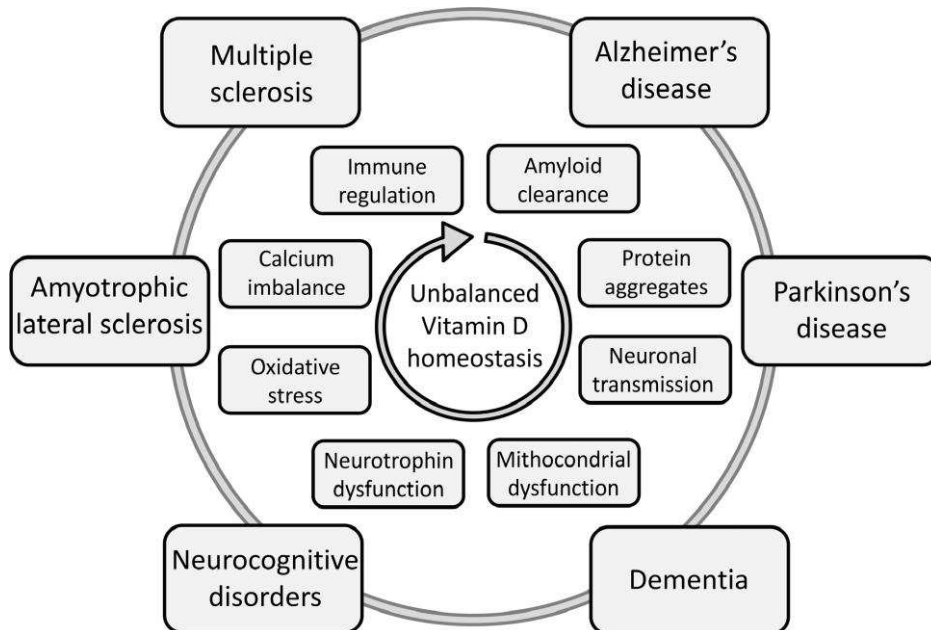 Multiple
sclerosis
Alzheimer's
disease
Immune
regulation
Amyloid
clearance
Calcium
imbalance
Protein
aggregates
Amyotrophic
lateral sclerosis
Unbalanced
Vitamin D
homeostasis
Parkinson's
disease
Oxidative
stress
Neuronal
transmission
Neurotrophin
dysfunction
Mithocondrial
dysfunction
Neurocognitive
disorders
Dementia